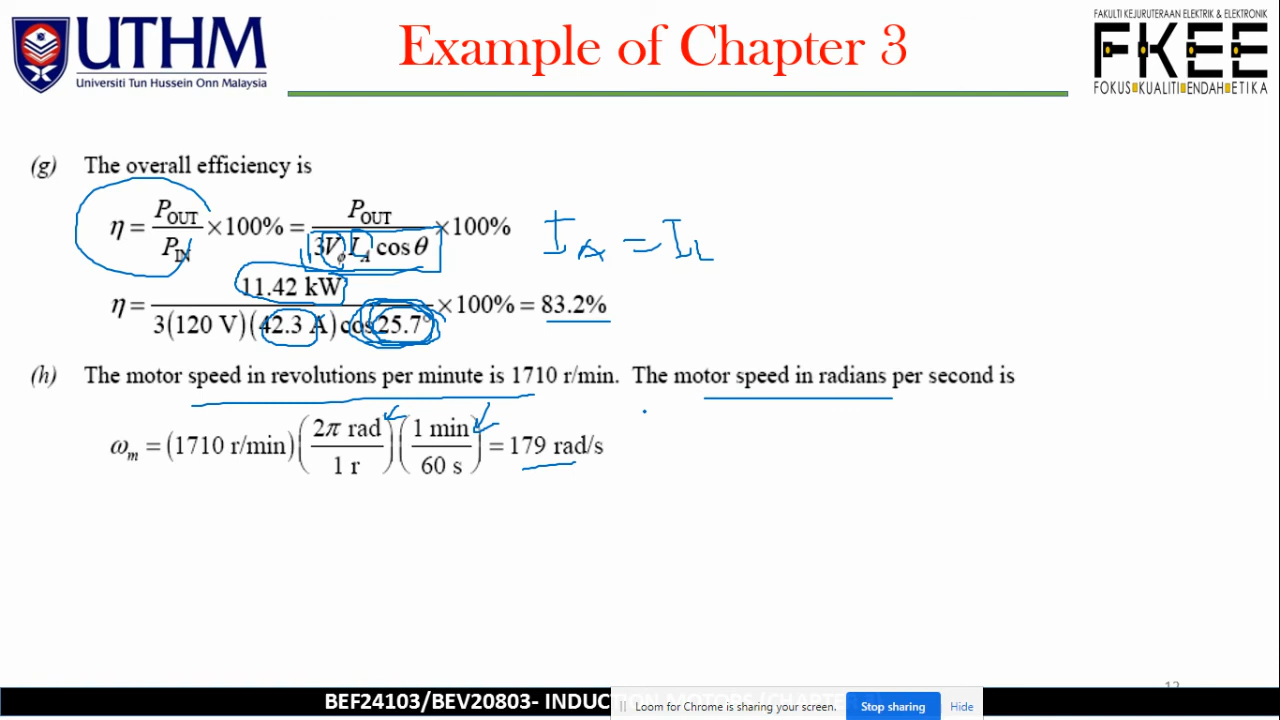 UTHM
Universiti Tun Hussein Onn Malaysia
Example of Chapter 3
FAKULTI KEJURUTERAAN ELEKTRIK & ELEKTRONIK
FKEE
FOKUS KUALITI ENDAH ETIKA
(g) The overall efficiency is
η = P_OUT / P_IN ×100% = P_OUT / 3V_ϕ I_A cos θ ×100%
I_A = I_L
η = 11.42 kW / 3(120 V)(42.3 A) cos 25.7° ×100% = 83.2%
(h) The motor speed in revolutions per minute is 1710 r/min. The motor speed in radians per second is
ω_m = (1710 r/min) (2π rad / 1 r) (1 min / 60 s) = 179 rad/s
BEF24103/BEV20803- INDUCTION MOTORS
Loom for Chrome is sharing your screen.
Stop sharing
Hide